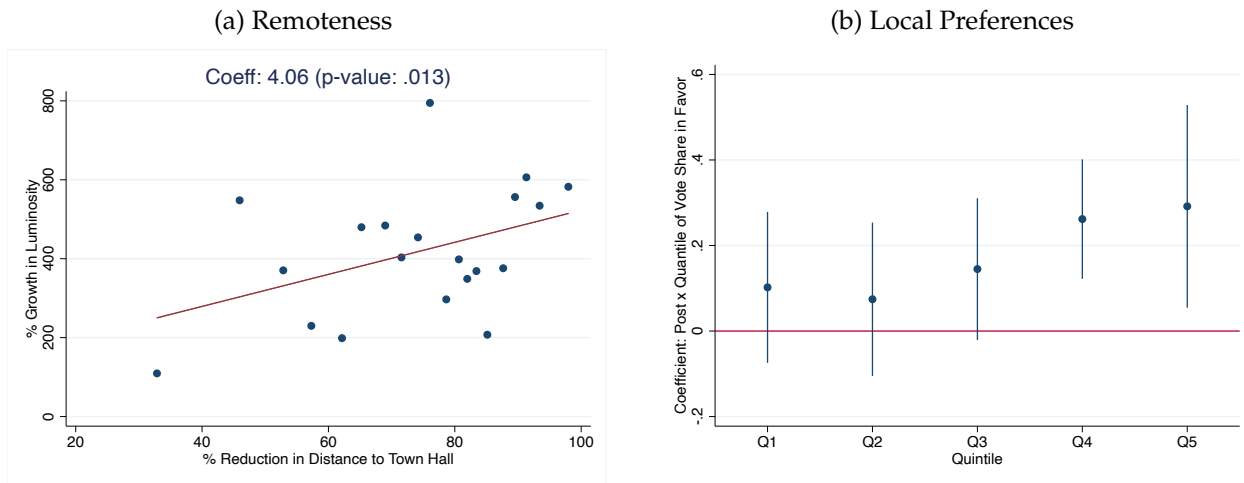 (a) Remoteness
Coeff: 4.06 (p-value: .013)
% Growth in Luminosity
800
600
400
200
0
20 40 60 80 100
% Reduction in Distance to Town Hall
(b) Local Preferences
Coefficient: Post x Quantile of Vote Share in Favor
.6
.4
.2
0
-.2
Q1 Q2 Q3 Q4 Q5
Quintile